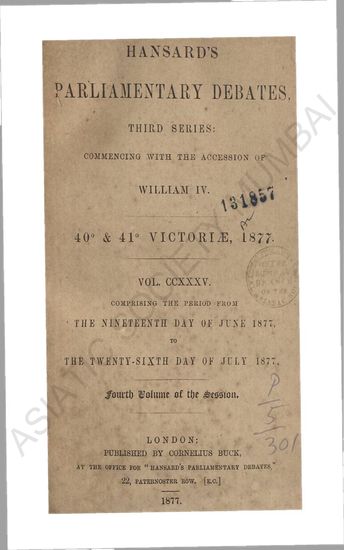 HANSARD'S
PARLIAMENTARY DEBATES,
THIRD SERIES:
COMMENCING WITH THE ACCESSION OF
WILLIAM IV.
131857
40° & 41° VICTORIÆ, 1877.
VOL. CCXXXV.
COMPRISING THE PERIOD FROM
THE NINETEENTH DAY OF JUNE 1877,
TO
THE TWENTY-SIXTH DAY OF JULY 1877.
Fourth Volume of the Session.
P/5/301
LONDON;
PUBLISHED BY CORNELIUS BUCK,
AT THE OFFICE FOR "HANSARD'S PARLIAMENTARY DEBATES,"
22, PATERNOSTER ROW. [E.C.]
1877.
ASIATIC SOCIETY MUMBAI